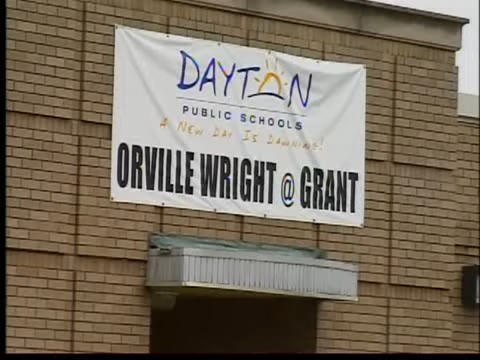 DAYTON
PUBLIC SCHOOLS
A NEW DAY IS DAWNING!
ORVILLE WRIGHT @ GRANT